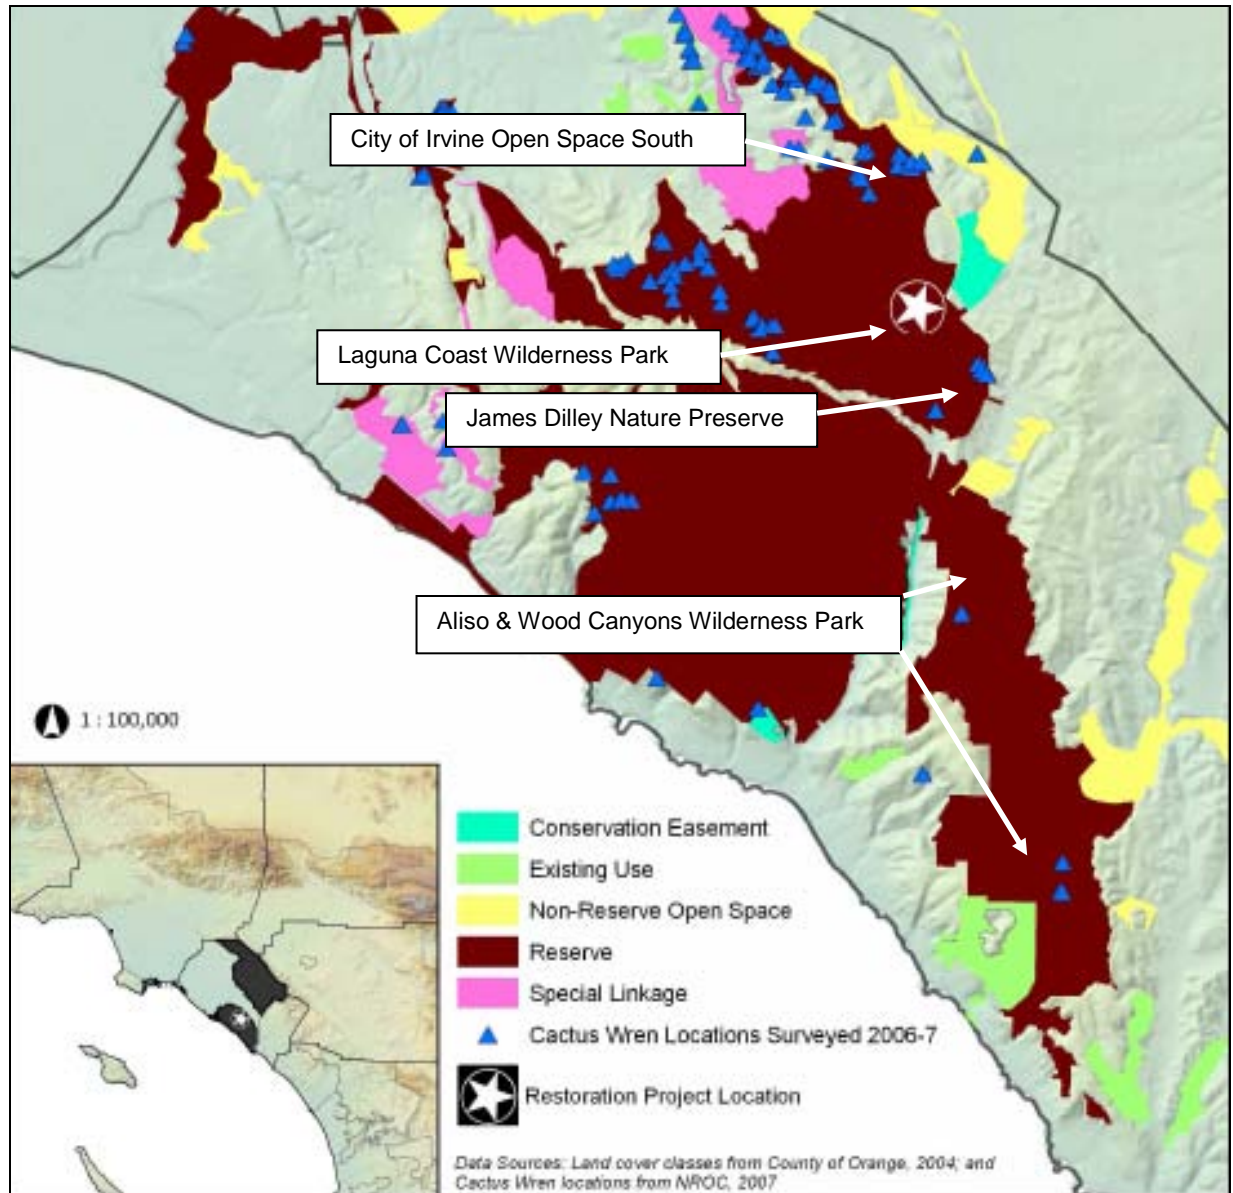 City of Irvine Open Space South
Laguna Coast Wilderness Park
James Dilley Nature Preserve
Aliso & Wood Canyons Wilderness Park
1 : 100,000
Conservation Easement
Existing Use
Non-Reserve Open Space
Reserve
Special Linkage
Cactus Wren Locations Surveyed 2006-7
Restoration Project Location
Data Sources: Land cover classes from County of Orange, 2004; and
Cactus Wren locations from NROC, 2007